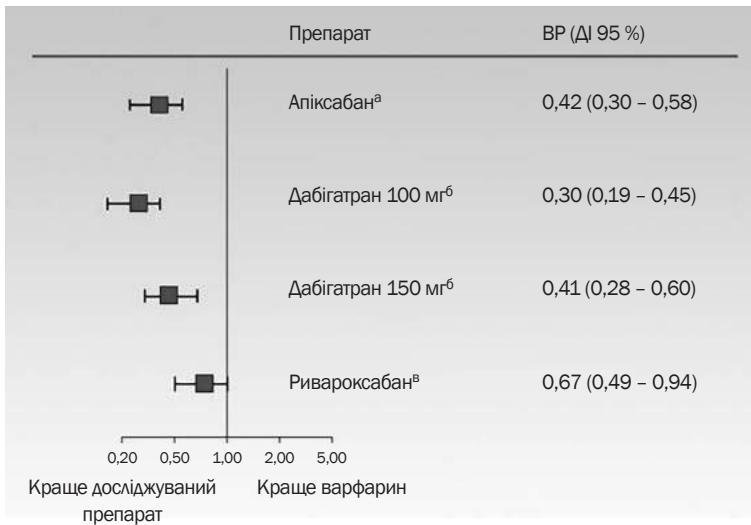 Препарат ВР (ДІ 95 %)
Апіксабанᵃ 0,42 (0,30 – 0,58)
Дабігатран 100 мгᵇ 0,30 (0,19 – 0,45)
Дабігатран 150 мгᵇ 0,41 (0,28 – 0,60)
Ривароксабанᵛ 0,67 (0,49 – 0,94)
0,20 0,50 1,00 2,00 5,00
Краще досліджуваний Краще варфарин
препарат